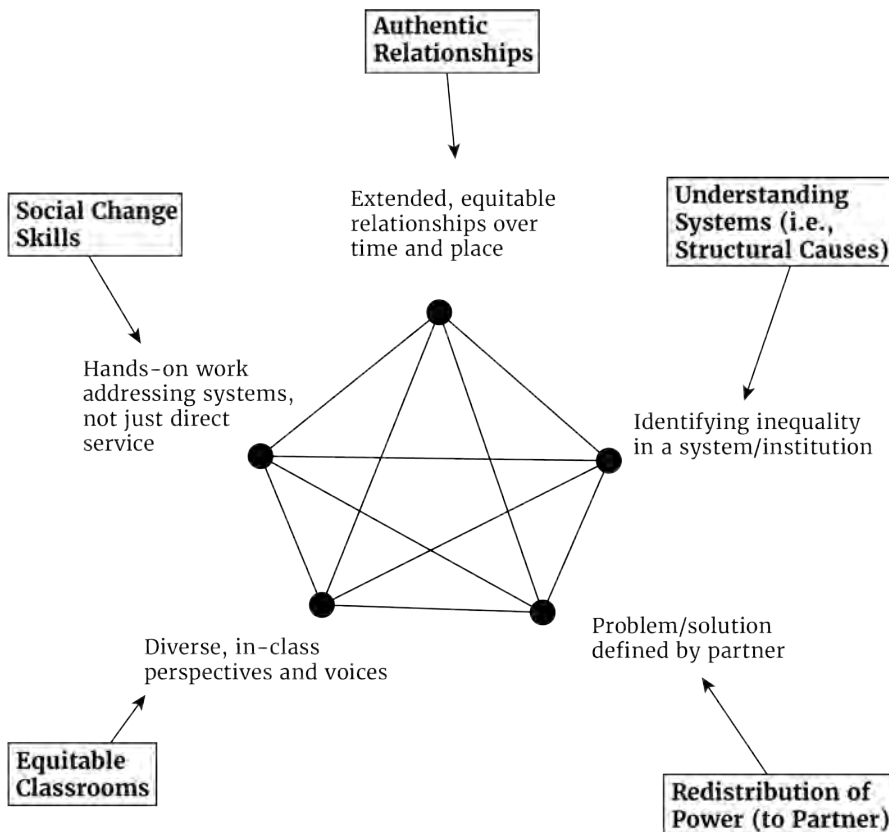 Authentic
Relationships
Extended, equitable
relationships over
time and place
Understanding
Systems (i.e.,
Structural Causes)
Identifying inequality
in a system/institution
Social Change
Skills
Hands-on work
addressing systems,
not just direct
service
Problem/solution
defined by partner
Redistribution of
Power (to Partner)
Diverse, in-class
perspectives and voices
Equitable
Classrooms